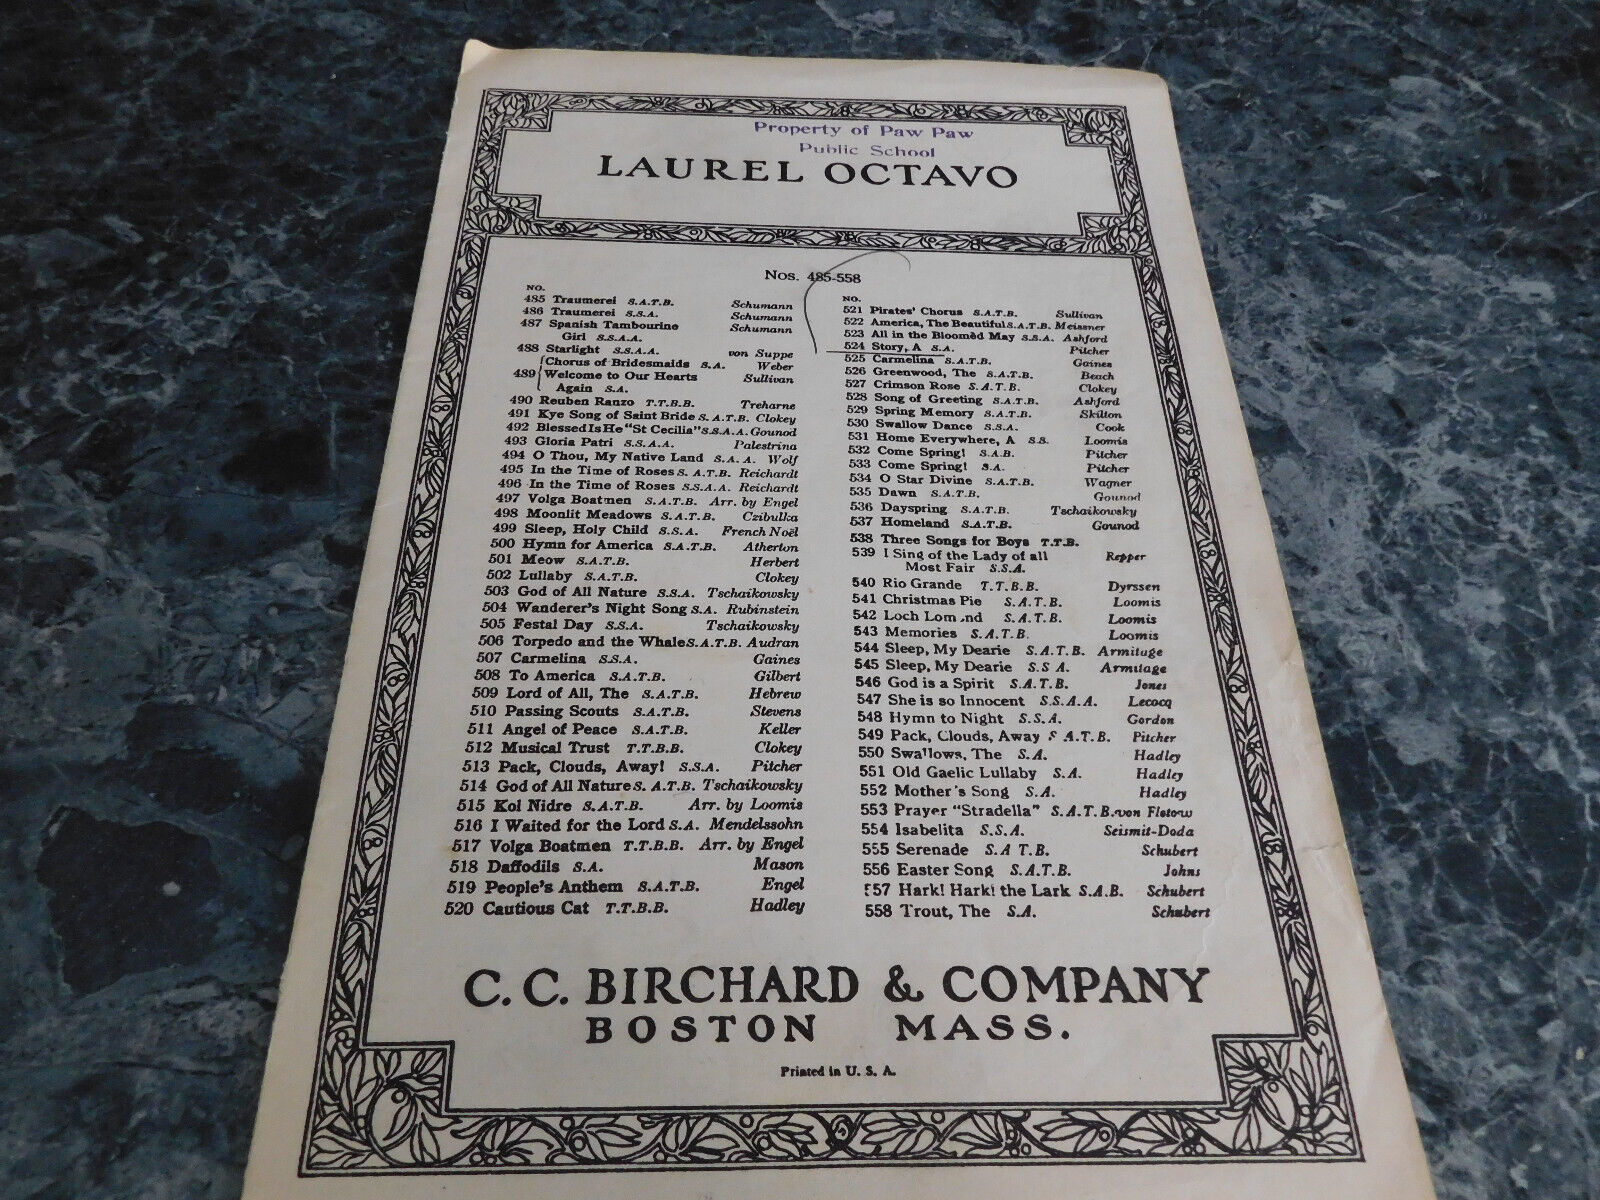 Property of Paw Paw
Public School
LAUREL OCTAVO
Nos. 485-558
NO.
485 Traumerei S.A.T.B. Schumann
486 Traumerei S.S.A. Schumann
487 Spanish Tambourine Schumann
Girl S.S.A.A.
488 Starlight S.S.A.A. von Suppe
Chorus of Bridesmaids S.A. Weber
489 Welcome to Our Hearts Sullivan
Again S.A.
490 Reuben Ranzo T.T.B.B. Treharne
491 Kye Song of Saint Bride S.A.T.B. Clokey
492 Blessed Is He "St Cecilia" S.S.A.A. Gounod
493 Gloria Patri S.S.A.A. Palestrina
494 O Thou, My Native Land S.A.A. Wolf
495 In the Time of Roses S.A.T.B. Reichardt
496 In the Time of Roses S.S.A.A. Reichardt
497 Volga Boatmen S.A.T.B. Arr. by Engel
498 Moonlit Meadows S.A.T.B. Czibulka
499 Sleep, Holy Child S.S.A. French Noël
500 Hymn for America S.A.T.B. Atherton
501 Meow S.A.T.B. Herbert
502 Lullaby S.A.T.B. Clokey
503 God of All Nature S.S.A. Tschaikowsky
504 Wanderer's Night Song S.A. Rubinstein
505 Festal Day S.S.A. Tschaikowsky
506 Torpedo and the Whale S.A.T.B. Audran
507 Carmelina S.S.A. Gaines
508 To America S.A.T.B. Gilbert
509 Lord of All, The S.A.T.B. Hebrew
510 Passing Scouts S.A.T.B. Stevens
511 Angel of Peace S.A.T.B. Keller
512 Musical Trust T.T.B.B. Clokey
513 Pack, Clouds, Away! S.S.A. Pitcher
514 God of All Nature S.A.T.B. Tschaikowsky
515 Kol Nidre S.A.T.B. Arr. by Loomis
516 I Waited for the Lord S.A. Mendelssohn
517 Volga Boatmen T.T.B.B. Arr. by Engel
518 Daffodils S.A. Mason
519 People's Anthem S.A.T.B. Engel
520 Cautious Cat T.T.B.B. Hadley
NO.
521 Pirates' Chorus S.A.T.B. Sullivan
522 America, The Beautiful S.A.T.B. Meissner
523 All in the Bloomèd May S.S.A. Ashford
524 Story, A S.A. Pitcher
525 Carmelina S.A.T.B. Gaines
526 Greenwood, The S.A.T.B. Beach
527 Crimson Rose S.A.T.B. Clokey
528 Song of Greeting S.A.T.B. Ashford
529 Spring Memory S.A.T.B. Skilton
530 Swallow Dance S.S.A. Cook
531 Home Everywhere, A S.B. Loomis
532 Come Spring! S.A.B. Pitcher
533 Come Spring! S.A. Pitcher
534 O Star Divine S.A.T.B. Wagner
535 Dawn S.A.T.B. Gounod
536 Dayspring S.A.T.B. Tschaikowsky
537 Homeland S.A.T.B. Gounod
538 Three Songs for Boys T.T.B.
539 I Sing of the Lady of all Repper
Most Fair S.S.A.
540 Rio Grande T.T.B.B. Dyrssen
541 Christmas Pie S.A.T.B. Loomis
542 Loch Lomond S.A.T.B. Loomis
543 Memories S.A.T.B. Loomis
544 Sleep, My Dearie S.A.T.B. Armitage
545 Sleep, My Dearie S.S.A. Armitage
546 God is a Spirit S.A.T.B. Jones
547 She is so Innocent S.S.A.A. Lecocq
548 Hymn to Night S.S.A. Gordon
549 Pack, Clouds, Away S.A.T.B. Pitcher
550 Swallows, The S.A. Hadley
551 Old Gaelic Lullaby S.A. Hadley
552 Mother's Song S.A. Hadley
553 Prayer "Stradella" S.A.T.B. von Flotow
554 Isabelita S.S.A. Seismit-Doda
555 Serenade S.A.T.B. Schubert
556 Easter Song S.A.T.B. Johns
557 Hark! Hark! the Lark S.A.B. Schubert
558 Trout, The S.A. Schubert
C. C. BIRCHARD & COMPANY
BOSTON MASS.
Printed in U. S. A.